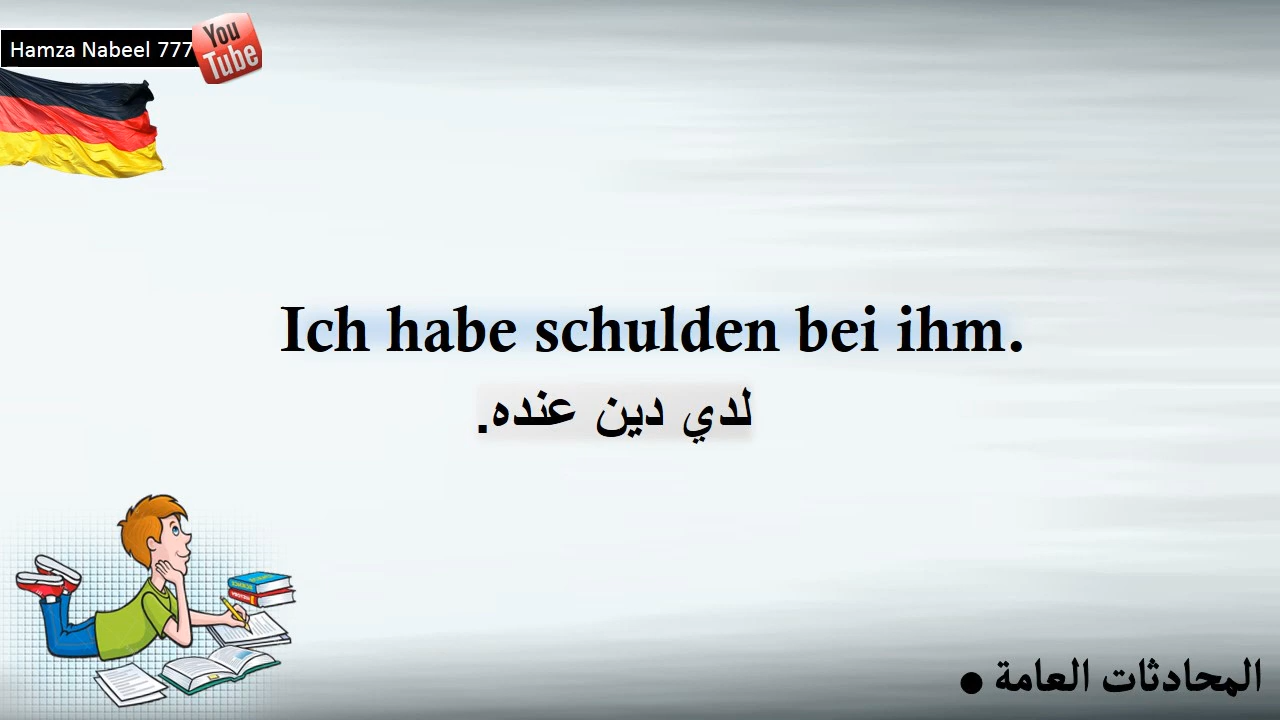 Hamza Nabeel 777
You
Tube
Ich habe schulden bei ihm.
لدي دين عنده.
المحادثات العامة ●